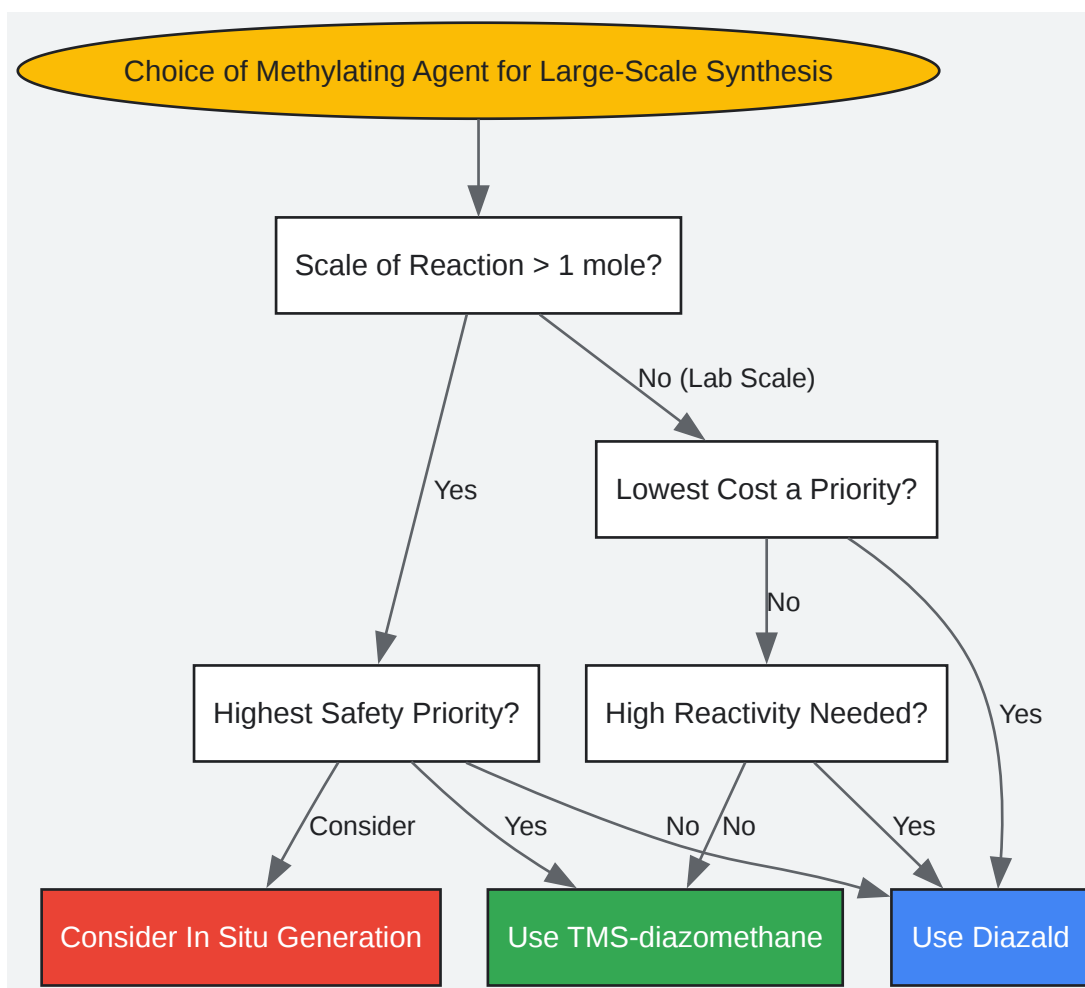 Choice of Methylating Agent for Large-Scale Synthesis
Scale of Reaction > 1 mole?
No (Lab Scale)
Yes
Lowest Cost a Priority?
No
Highest Safety Priority?
High Reactivity Needed?
Yes
Consider
Yes
No
No
Yes
Consider In Situ Generation
Use TMS-diazomethane
Use Diazald